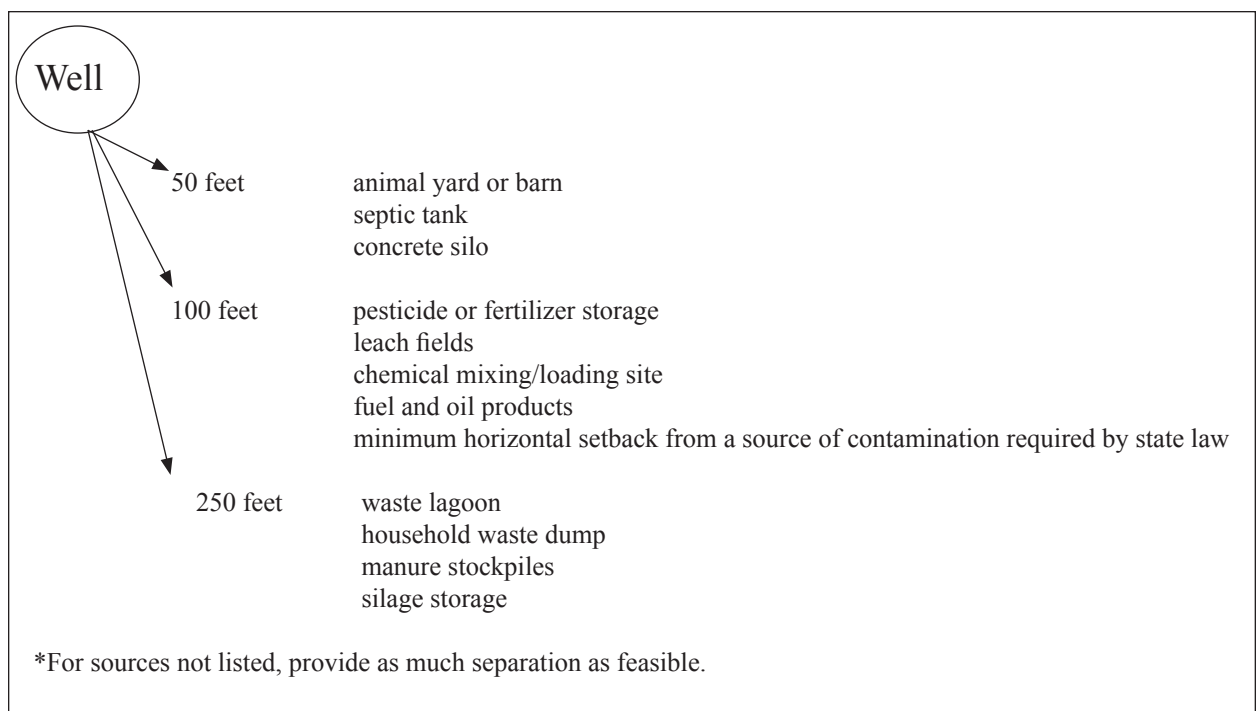 Well
50 feet animal yard or barn
septic tank
concrete silo
100 feet pesticide or fertilizer storage
leach fields
chemical mixing/loading site
fuel and oil products
minimum horizontal setback from a source of contamination required by state law
250 feet waste lagoon
household waste dump
manure stockpiles
silage storage
*For sources not listed, provide as much separation as feasible.